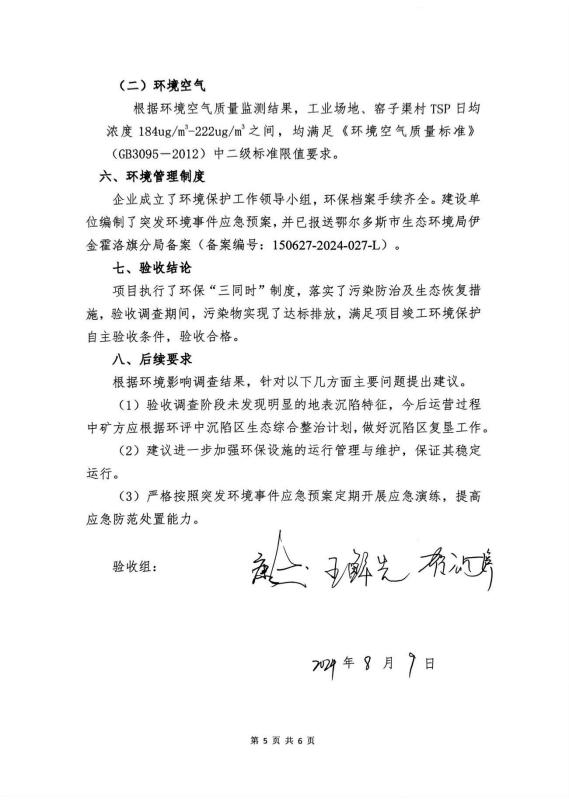 （二）环境空气
根据环境空气质量监测结果，工业场地、窑子渠村 TSP 日均
浓度 184ug/m³-222ug/m³之间，均满足《环境空气质量标准》
（GB3095－2012）中二级标准限值要求。
六、环境管理制度
企业成立了环境保护工作领导小组，环保档案手续齐全。建设单
位编制了突发环境事件应急预案，并已报送鄂尔多斯市生态环境局伊
金霍洛旗分局备案（备案编号：150627-2024-027-L）。
七、验收结论
项目执行了环保“三同时”制度，落实了污染防治及生态恢复措
施，验收调查期间，污染物实现了达标排放，满足项目竣工环境保护
自主验收条件，验收合格。
八、后续要求
根据环境影响调查结果，针对以下几方面主要问题提出建议。
（1）验收调查阶段未发现明显的地表沉陷特征，今后运营过程
中矿方应根据环评中沉陷区生态综合整治计划，做好沉陷区复垦工作。
（2）建议进一步加强环保设施的运行管理与维护，保证其稳定
运行。
（3）严格按照突发环境事件应急预案定期开展应急演练，提高
应急防范处置能力。
验收组：
2024 年 8 月 9 日
第 5 页 共 6 页